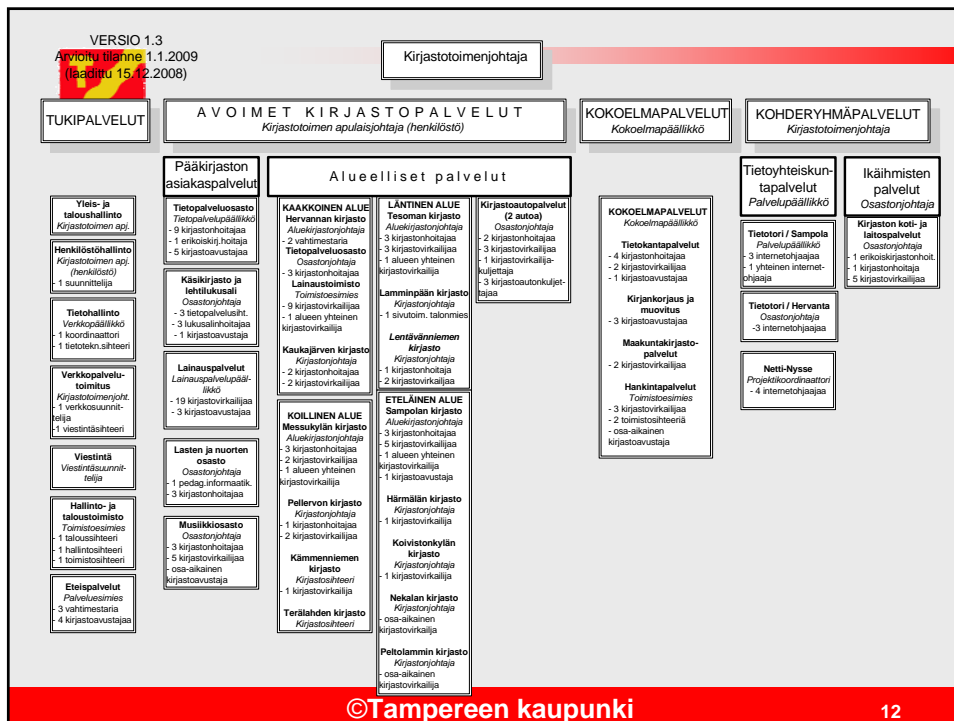 VERSIO 1.3
Arvioitu tilanne 1.1.2009
(laadittu 15.12.2008)
Kirjastotoimenjohtaja
TUKIPALVELUT
AVOIMET KIRJASTOPALVELUT
Kirjastotoimen apulaisjohtaja (henkilöstö)
KOKOELMAPALVELUT
Kokoelmapäällikkö
KOHDERYHMÄPALVELUT
Kirjastotoimenjohtaja
Yleis- ja
taloushallinto
Kirjastotoimen apj.
Henkilöstöhallinto
Kirjastotoimen apj.
(henkilöstö)
- 1 suunnittelija
Tietohallinto
Verkkopäällikkö
- 1 koordinaattori
- 1 tietotekn.sihteeri
Verkkopalvelu-
toimitus
Kirjastotoimenjoht.
- 1 verkkosuunnit-
telija
-1 viestintäsihteeri
Viestintä
Viestintäsuunnit-
telija
Hallinto- ja
taloustoimisto
Toimistoesimies
- 1 taloussihteeri
- 1 hallintosihteeri
- 1 toimistosihteeri
Eteispalvelut
Palveluesimies
- 3 vahtimestaria
- 4 kirjastoavustajaa
Pääkirjaston
asiakaspalvelut
Tietopalveluosasto
Tietopalvelupäällikkö
- 9 kirjastonhoitajaa
- 1 erikoiskirj.hoitaja
- 5 kirjastoavustajaa
Käsikirjasto ja
lehtilukusali
Osastonjohtaja
- 3 tietopalvelusiht.
- 3 lukusalinhoitajaa
- 1 kirjastoavustaja
Lainauspalvelut
Lainauspalvelupääl-
likkö
- 19 kirjastovirkailijaa
- 3 kirjastoavustajaa
Lasten ja nuorten
osasto
Osastonjohtaja
- 1 pedag.informaatik.
- 3 kirjastonhoitajaa
Musiikkiosasto
Osastonjohtaja
- 3 kirjastonhoitajaa
- 5 kirjastovirkailijaa
- osa-aikainen
kirjastoavustaja
Alueelliset palvelut
KAAKKOINEN ALUE
Hervannan kirjasto
Aluekirjastonjohtaja
- 2 vahtimestaria
Tietopalveluosasto
Osastonjohtaja
- 3 kirjastonhoitajaa
Lainaustoimisto
Toimistoesimies
- 9 kirjastovirkailijaa
- 1 alueen yhteinen
kirjastovirkailija
Kaukajärven kirjasto
Kirjastonjohtaja
- 2 kirjastonhoitajaa
- 2 kirjastovirkailijaa
KOILLINEN ALUE
Messukylän kirjasto
Aluekirjastonjohtaja
- 3 kirjastonhoitajaa
- 2 kirjastovirkailijaa
- 1 alueen yhteinen
kirjastovirkailija
Pellervon kirjasto
Kirjastonjohtaja
- 1 kirjastonhoitajaa
- 2 kirjastovirkailijaa
Kämmenniemen
kirjasto
Kirjastosihteeri
- 1 kirjastovirkailija
Terälahden kirjasto
Kirjastosihteeri
LÄNTINEN ALUE
Tesoman kirjasto
Aluekirjastonjohtaja
- 3 kirjastonhoitajaa
- 3 kirjastovirkailijaa
- 1 alueen yhteinen
kirjastovirkailija
Lamminpään kirjasto
Kirjastonjohtaja
- 1 sivutoim. talonmies
Lentävänniemen
kirjasto
Kirjastonjohtaja
- 1 kirjastonhoitaja
- 2 kirjastovirkailjaa
ETELÄINEN ALUE
Sampolan kirjasto
Aluekirjastonjohtaja
- 3 kirjastonhoitajaa
- 5 kirjastovirkailijaa
- 1 alueen yhteinen
kirjastovirkailija
- 1 kirjastoavustaja
Härmälän kirjasto
Kirjastonjohtaja
- 1 kirjastovirkailija
Koivistonkylän
kirjasto
Kirjastonjohtaja
- 1 kirjastovirkailija
Nekalan kirjasto
Kirjastonjohtaja
- osa-aikainen
kirjastovirkailja
Peltolammin kirjasto
Kirjastonjohtaja
- osa-aikainen
kirjastovirkailija
Kirjastoautopalvelut
(2 autoa)
Osastonjohtaja
- 2 kirjastonhoitajaa
- 3 kirjastovirkailijaa
- 1 kirjastovirkailija-
kuljettaja
- 3 kirjastoautonkuljet-
tajaa
KOKOELMAPALVELUT
Tietokantapalvelut
- 4 kirjastonhoitajaa
- 2 kirjastovirkailijaa
- 1 kirjastoavustajaa
Kirjankorjaus ja
muovitus
- 3 kirjastoavustajaa
Maakuntakirjasto-
palvelut
- 2 kirjastovirkailijaa
Hankintapalvelut
Toimistoesimies
- 3 kirjastovirkailijaa
- 2 toimistosihteeriä
- osa-aikainen
kirjastoavustaja
Tietoyhteiskun-
tapalvelut
Palvelupäällikkö
Tietotori / Sampola
Palvelupäällikkö
- 3 internetohjaajaa
- 1 yhteinen internet-
ohjaaja
Tietotori / Hervanta
Osastonjohtaja
-3 internetohjaajaa
Netti-Nysse
Projektikoordinaattori
- 4 internetohjaajaa
Ikäihmisten
palvelut
Osastonjohtaja
Kirjaston koti- ja
laitospalvelut
Osastonjohtaja
- 1 erikoiskirjastonhoit.
- 1 kirjastonhoitaja
- 5 kirjastovirkailijaa
©Tampereen kaupunki
12